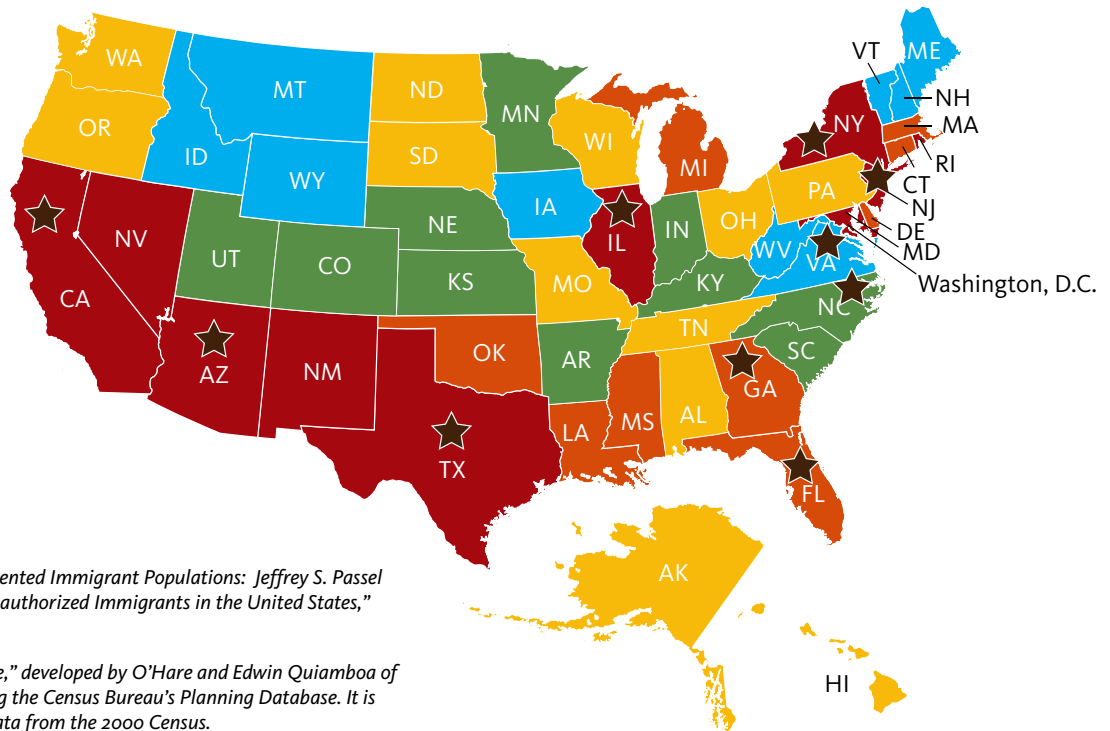 WA
MT
ND
MN
VT
ME
NH
OR
ID
SD
WI
MI
NY
MA
RI
WY
IA
PA
CT
NJ
NV
UT
CO
NE
IL
IN
OH
WV
VA
DE
MD
Washington, D.C.
CA
KS
MO
KY
NC
AZ
NM
OK
AR
TN
SC
TX
LA
MS
AL
GA
FL
AK
HI
ented Immigrant Populations: Jeffrey S. Passel
authorized Immigrants in the United States,”
e,” developed by O’Hare and Edwin Quiamboa of
g the Census Bureau’s Planning Database. It is
ata from the 2000 Census.